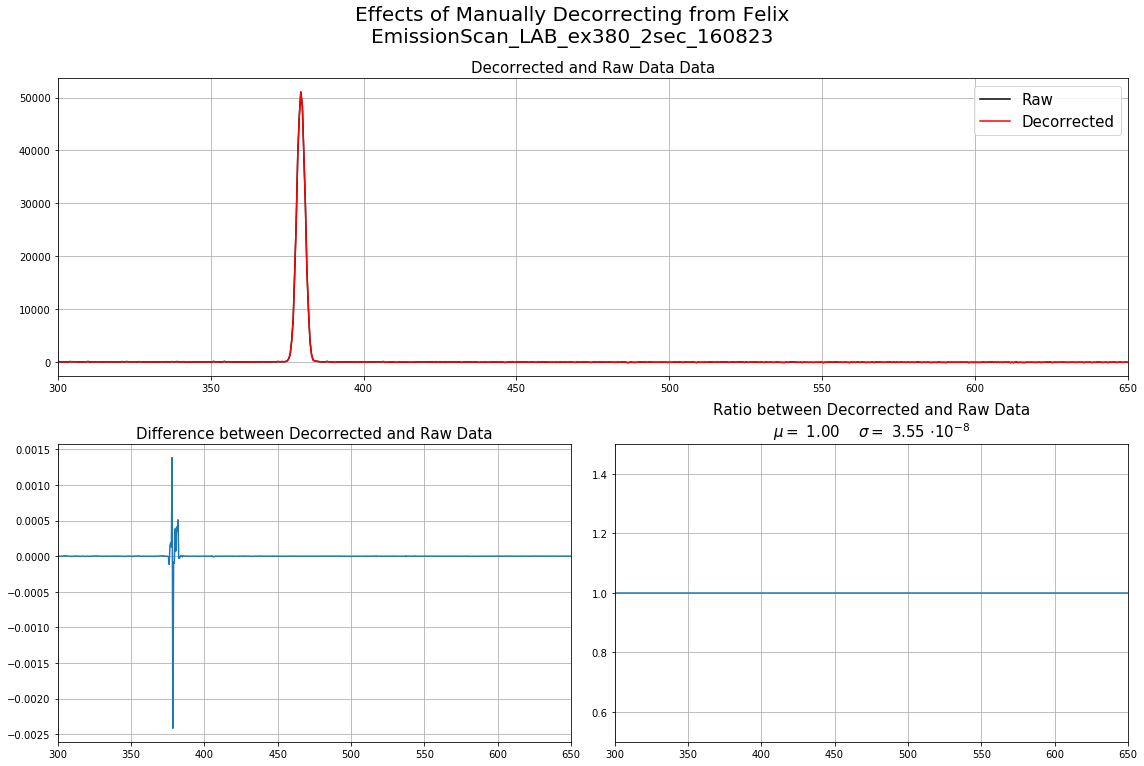 Effects of Manually Decorrecting from Felix
EmissionScan_LAB_ex380_2sec_160823
Decorrected and Raw Data Data
50000
40000
30000
20000
10000
0
Raw
Decorrected
300 350 400 450 500 550 600 650
Difference between Decorrected and Raw Data
0.0015
0.0010
0.0005
0.0000
−0.0005
−0.0010
−0.0015
−0.0020
−0.0025
300 350 400 450 500 550 600 650
Ratio between Decorrected and Raw Data
μ = 1.00 σ = 3.55 ·10⁻⁸
1.4
1.2
1.0
0.8
0.6
300 350 400 450 500 550 600 650